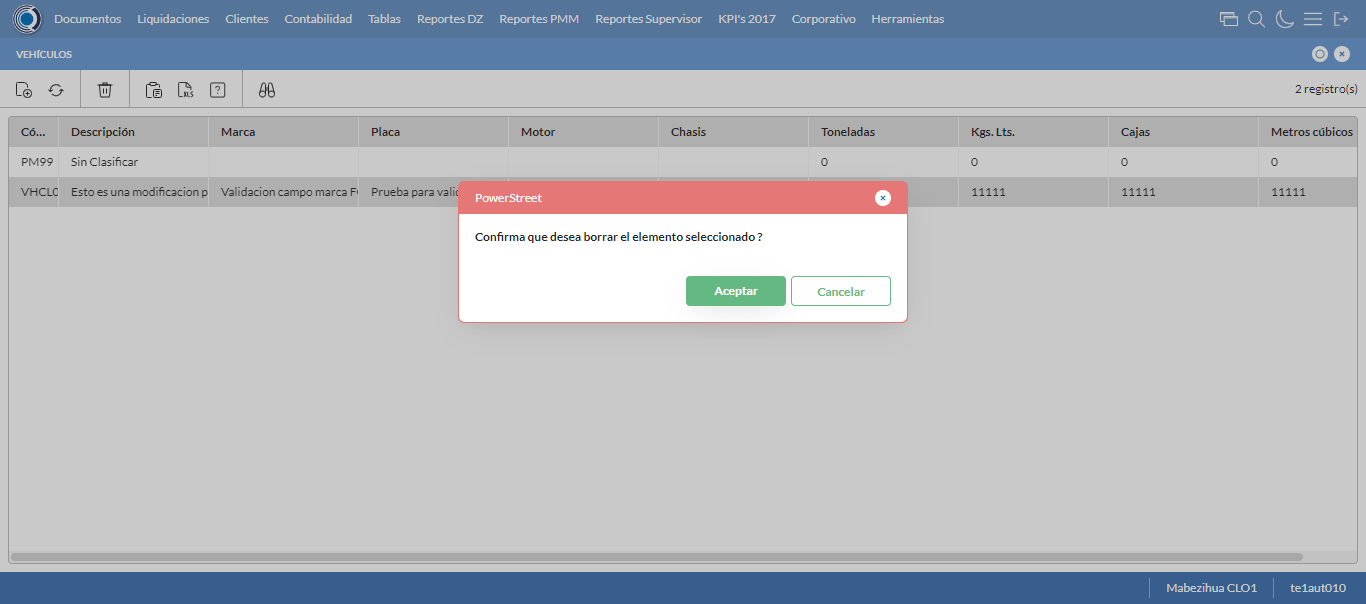 Documentos Liquidaciones Clientes Contabilidad Tablas Reportes DZ Reportes PMM Reportes Supervisor KPI's 2017 Corporativo Herramientas
VEHÍCULOS
XLS ? 2 registro(s)
Có... Descripción Marca Placa Motor Chasis Toneladas Kgs. Lts. Cajas Metros cúbicos
PM99 Sin Clasificar 0 0 0 0
VHCL0 Esto es una modificacion p Validacion campo marca F Prueba para valid 11111 11111 11111
PowerStreet
Confirma que desea borrar el elemento seleccionado ?
Aceptar Cancelar
Mabezihua CLO1 te1aut010